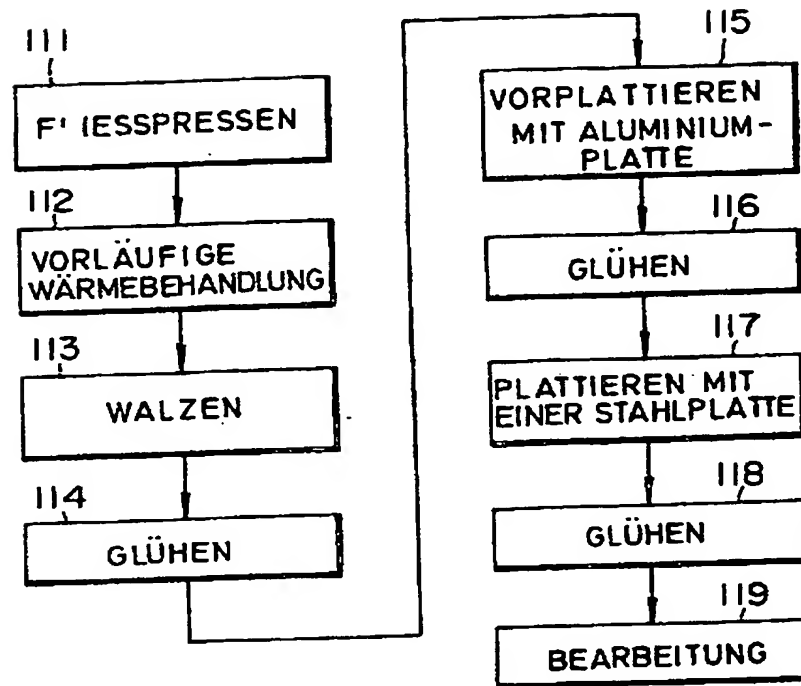 111
FLIESSPRESSEN
112
VORLÄUFIGE
WÄRMEBEHANDLUNG
113
WALZEN
114
GLÜHEN
115
VORPLATTIEREN
MIT ALUMINIUM-
PLATTE
116
GLÜHEN
117
PLATTIEREN MIT
EINER STAHLPLATTE
118
GLÜHEN
119
BEARBEITUNG